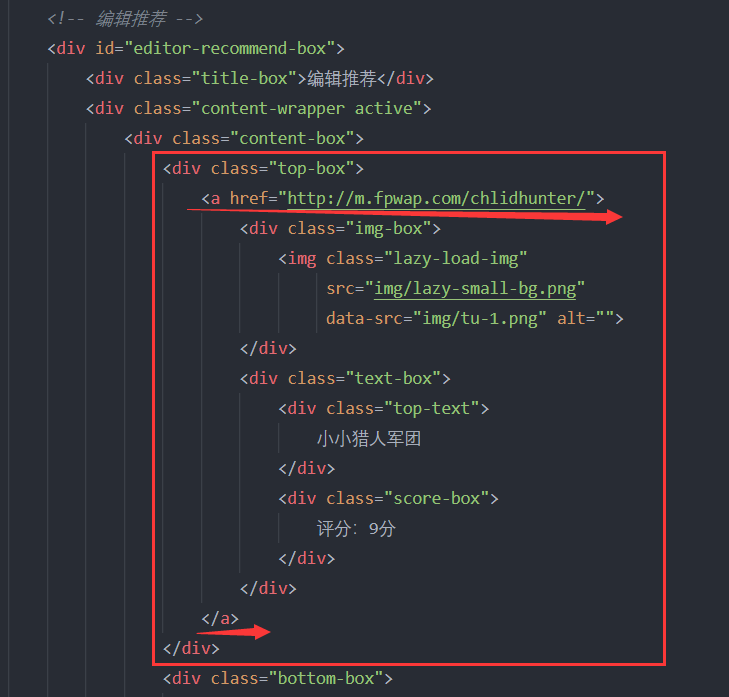 <!-- 编辑推荐 -->
<div id="editor-recommend-box">
<div class="title-box">编辑推荐</div>
<div class="content-wrapper active">
<div class="content-box">
<div class="top-box">
<a href="http://m.fpwap.com/chlidhunter/">
<div class="img-box">
<img class="lazy-load-img"
src="img/lazy-small-bg.png"
data-src="img/tu-1.png" alt="">
</div>
<div class="text-box">
<div class="top-text">
小小猎人军团
</div>
<div class="score-box">
评分: 9分
</div>
</div>
</a>
</div>
<div class="bottom-box">